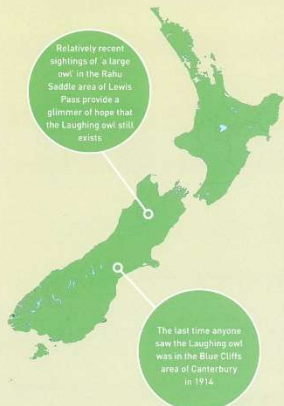 Relatively recent
sightings of 'a large
owl' in the Rahu
Saddle area of Lewis
Pass provide a
glimmer of hope that
the Laughing owl still
exists
The last time anyone
saw the Laughing owl
was in the Blue Cliffs
area of Canterbury
in 1914